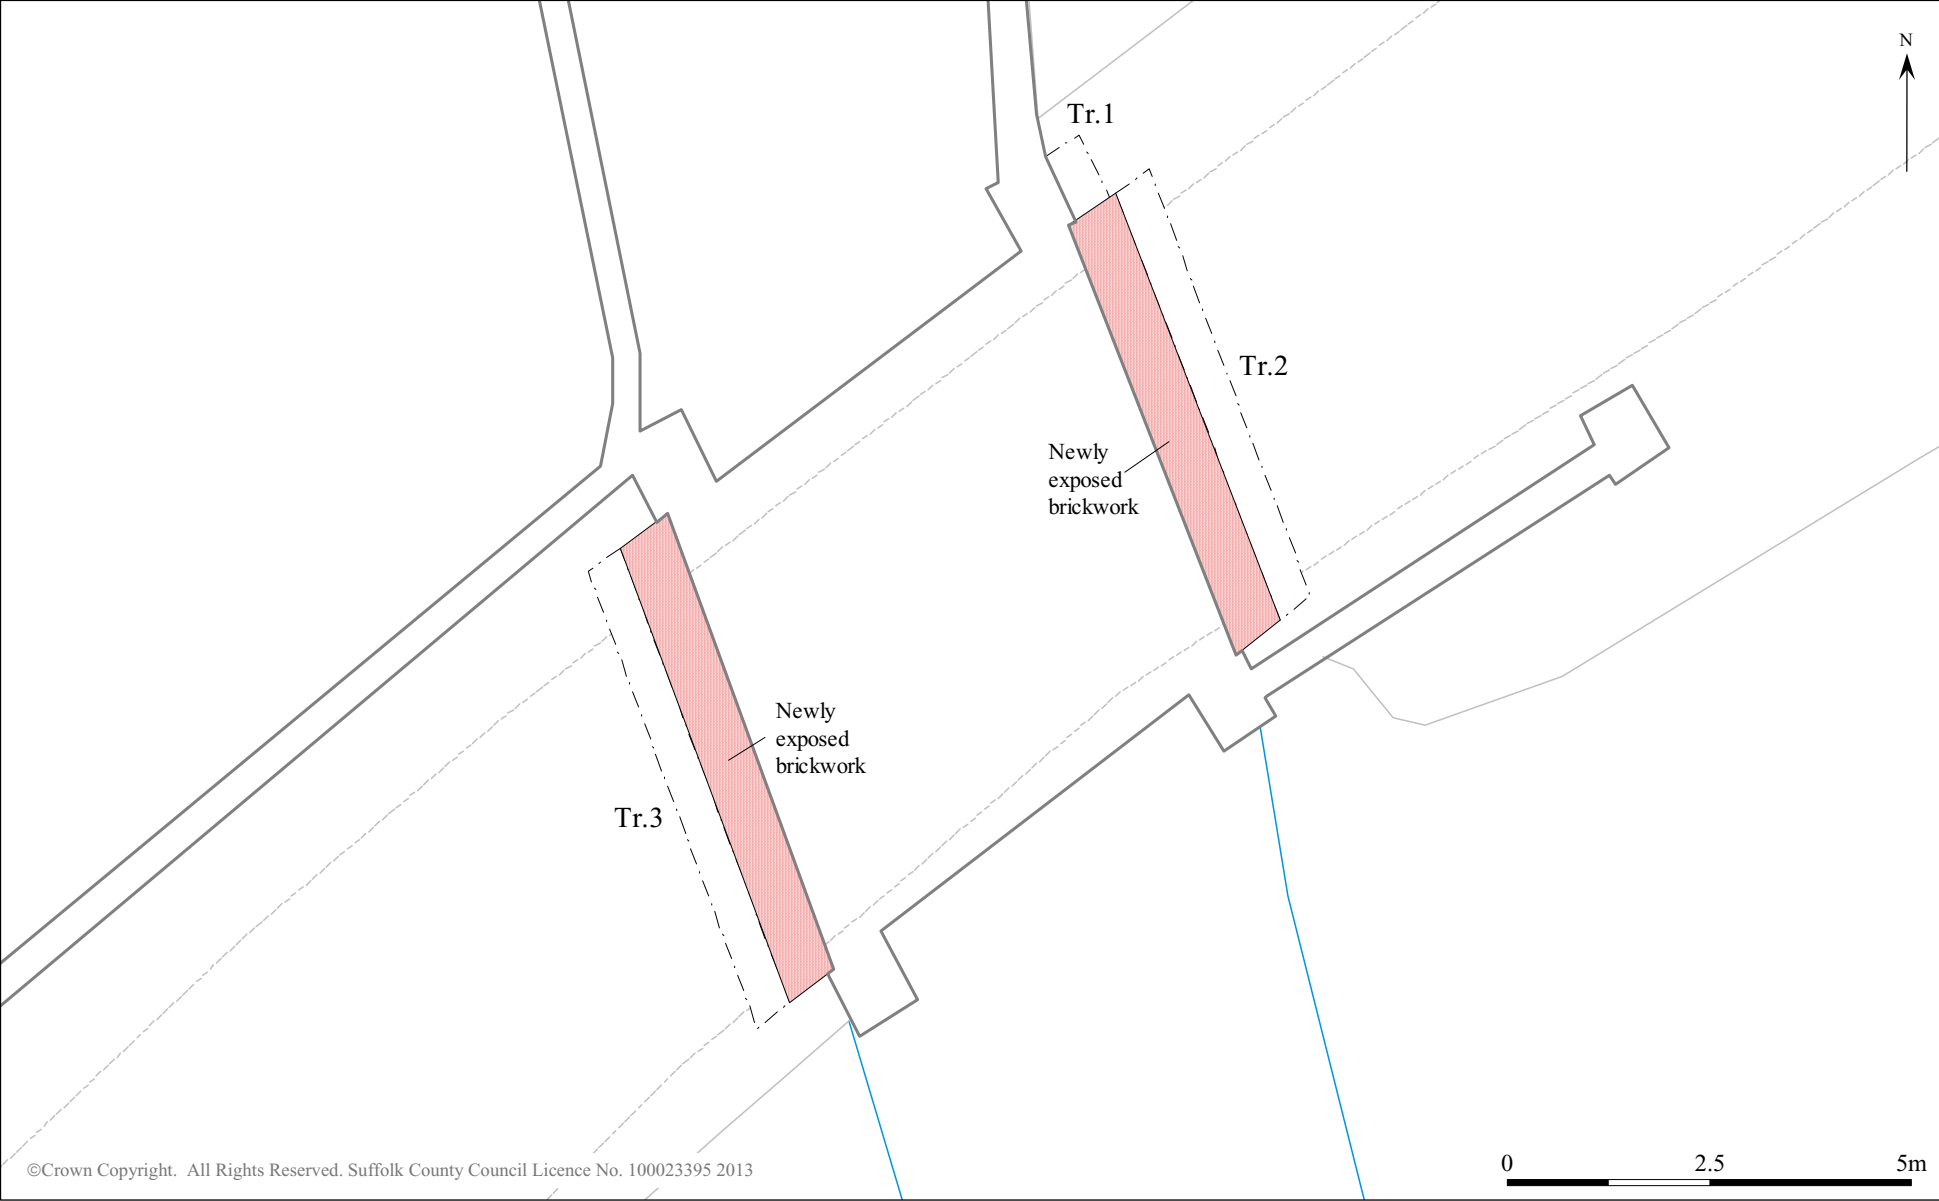 N
Tr.1
Tr.2
Newly
exposed
brickwork
Newly
exposed
brickwork
Tr.3
©Crown Copyright.  All Rights Reserved. Suffolk County Council Licence No. 100023395 2013
0 2.5 5m